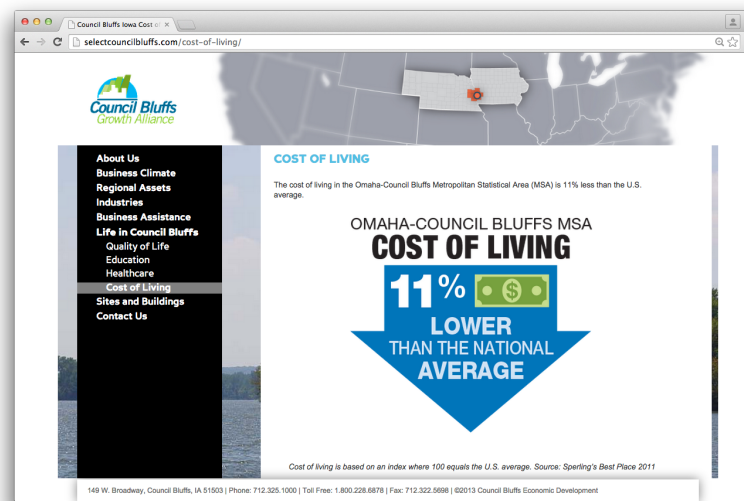 Council Bluffs Iowa Cost of
selectcouncilbluffs.com/cost-of-living/
Council Bluffs
Growth Alliance
About Us
Business Climate
Regional Assets
Industries
Business Assistance
Life in Council Bluffs
Quality of Life
Education
Healthcare
Cost of Living
Sites and Buildings
Contact Us
COST OF LIVING
The cost of living in the Omaha-Council Bluffs Metropolitan Statistical Area (MSA) is 11% less than the U.S.
average.
OMAHA-COUNCIL BLUFFS MSA
COST OF LIVING
11% $
LOWER
THAN THE NATIONAL
AVERAGE
Cost of living is based on an index where 100 equals the U.S. average. Source: Sperling's Best Place 2011
149 W. Broadway, Council Bluffs, IA 51503 | Phone: 712.325.1000 | Toll Free: 1.800.228.6878 | Fax: 712.322.5698 | ©2013 Council Bluffs Economic Development